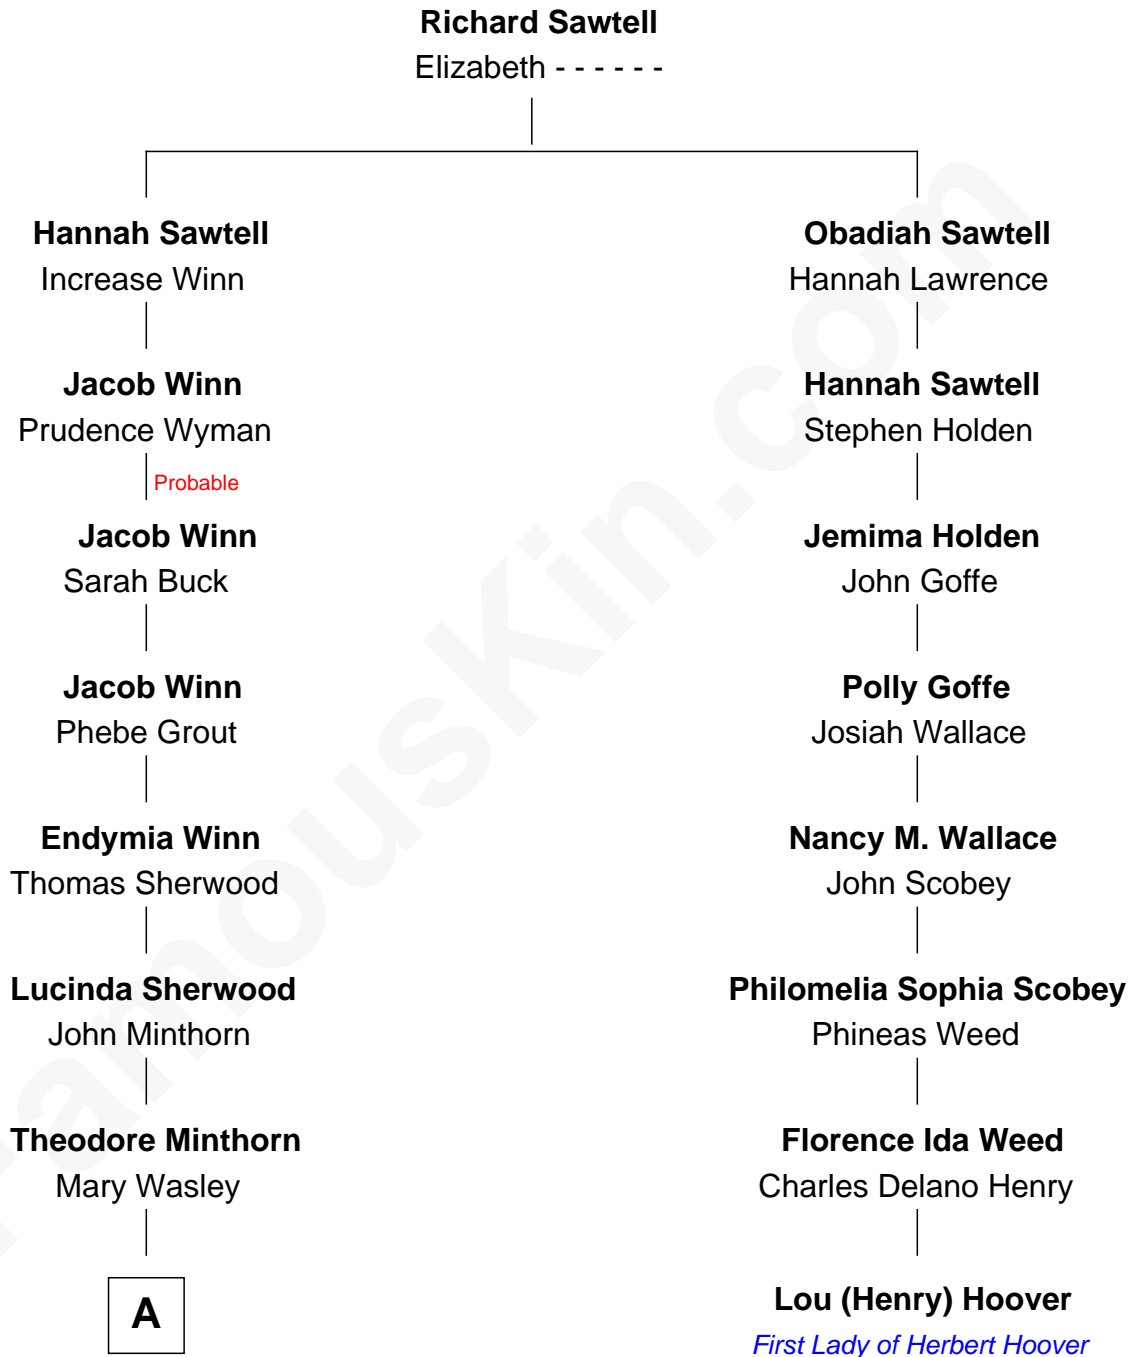 Richard Sawtell
Elizabeth - - - - - -
Hannah Sawtell
Increase Winn
Obadiah Sawtell
Hannah Lawrence
Jacob Winn
Prudence Wyman
Hannah Sawtell
Stephen Holden
Probable
Jacob Winn
Sarah Buck
Jemima Holden
John Goffe
Jacob Winn
Phebe Grout
Polly Goffe
Josiah Wallace
Endymia Winn
Thomas Sherwood
Nancy M. Wallace
John Scobey
Lucinda Sherwood
John Minthorn
Philomelia Sophia Scobey
Phineas Weed
Theodore Minthorn
Mary Wasley
Florence Ida Weed
Charles Delano Henry
A
Lou (Henry) Hoover
First Lady of Herbert Hoover
FamousKin.com